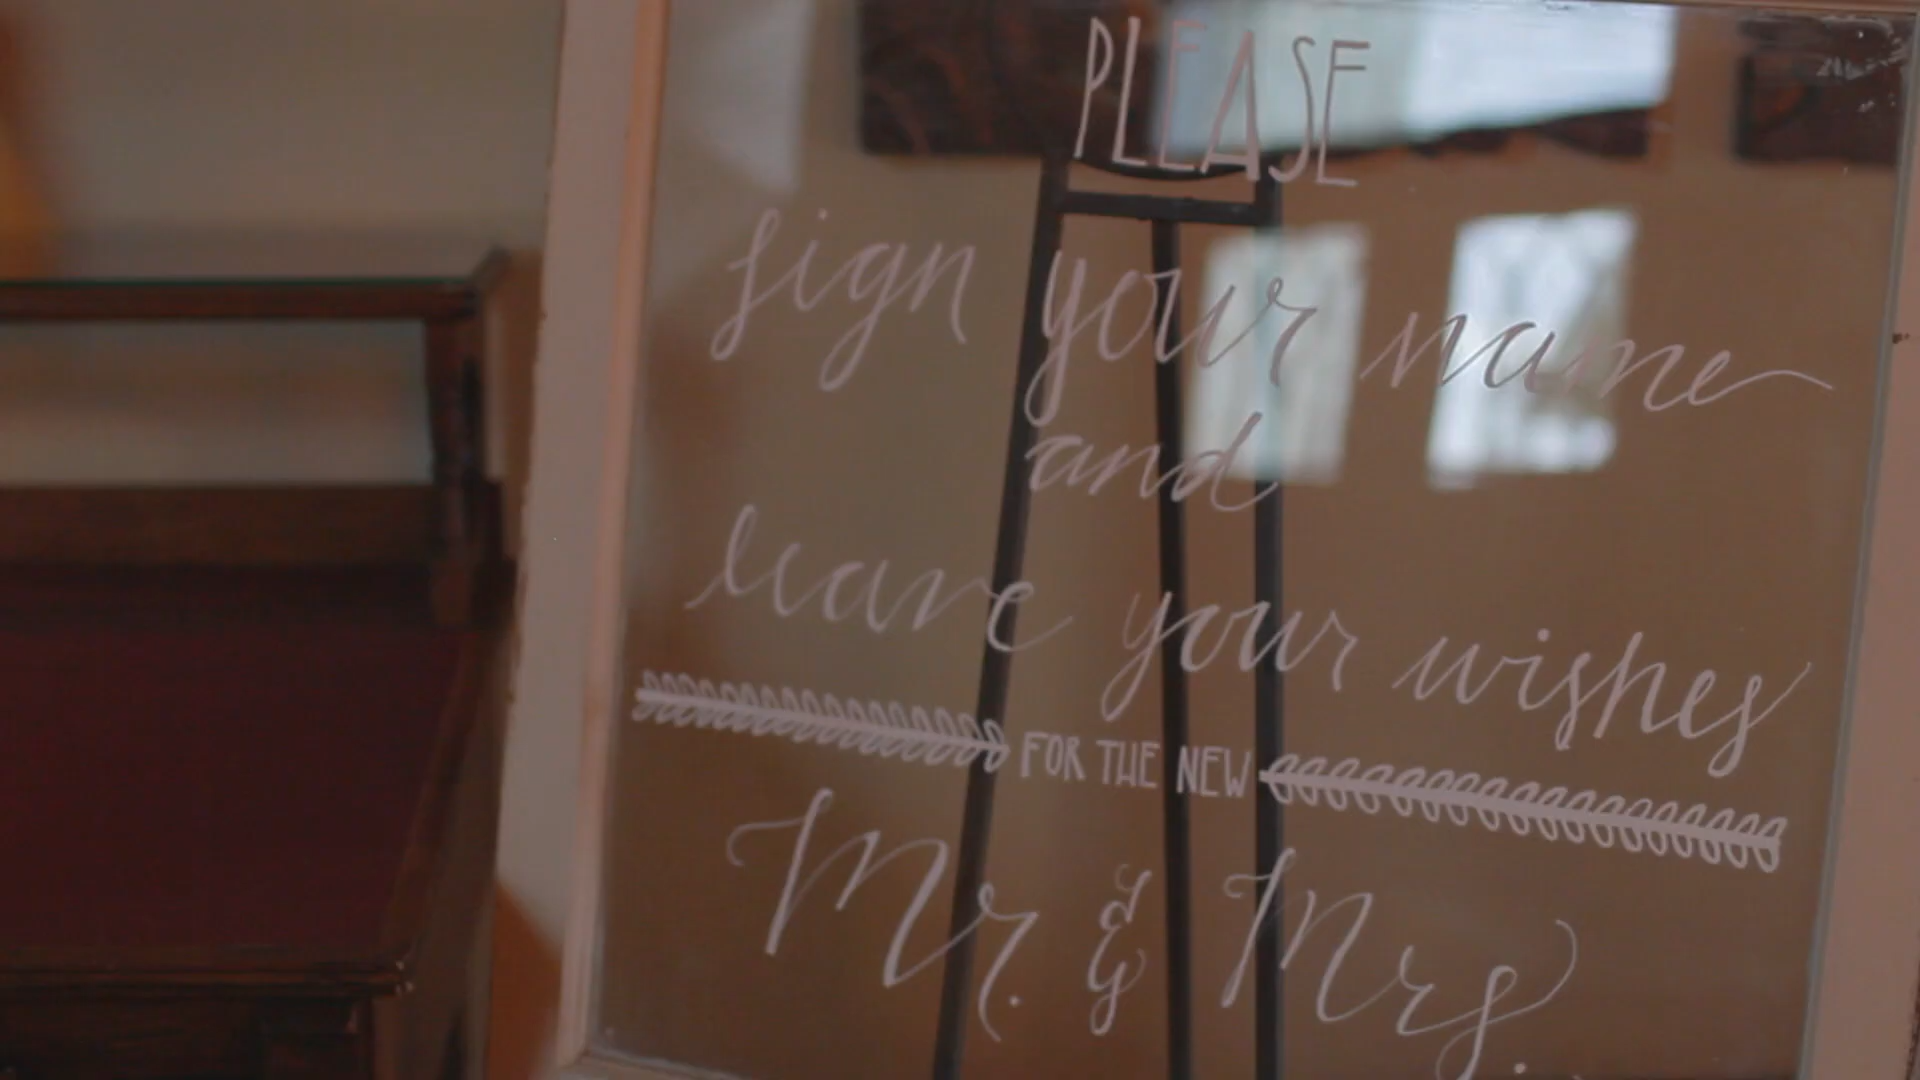 PLEASE
sign your name
and
leave your wishes
FOR THE NEW
Mr. & Mrs.